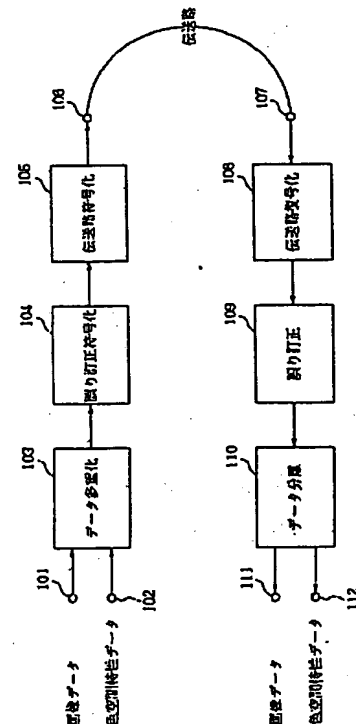 画像データ
色空間特性データ
101
102
103
データ多重化
104
誤り訂正符号化
105
伝送路符号化
106
伝送路
107
108
伝送路復号化
109
誤り訂正
110
データ分離
111
112
画像データ
色空間特性データ